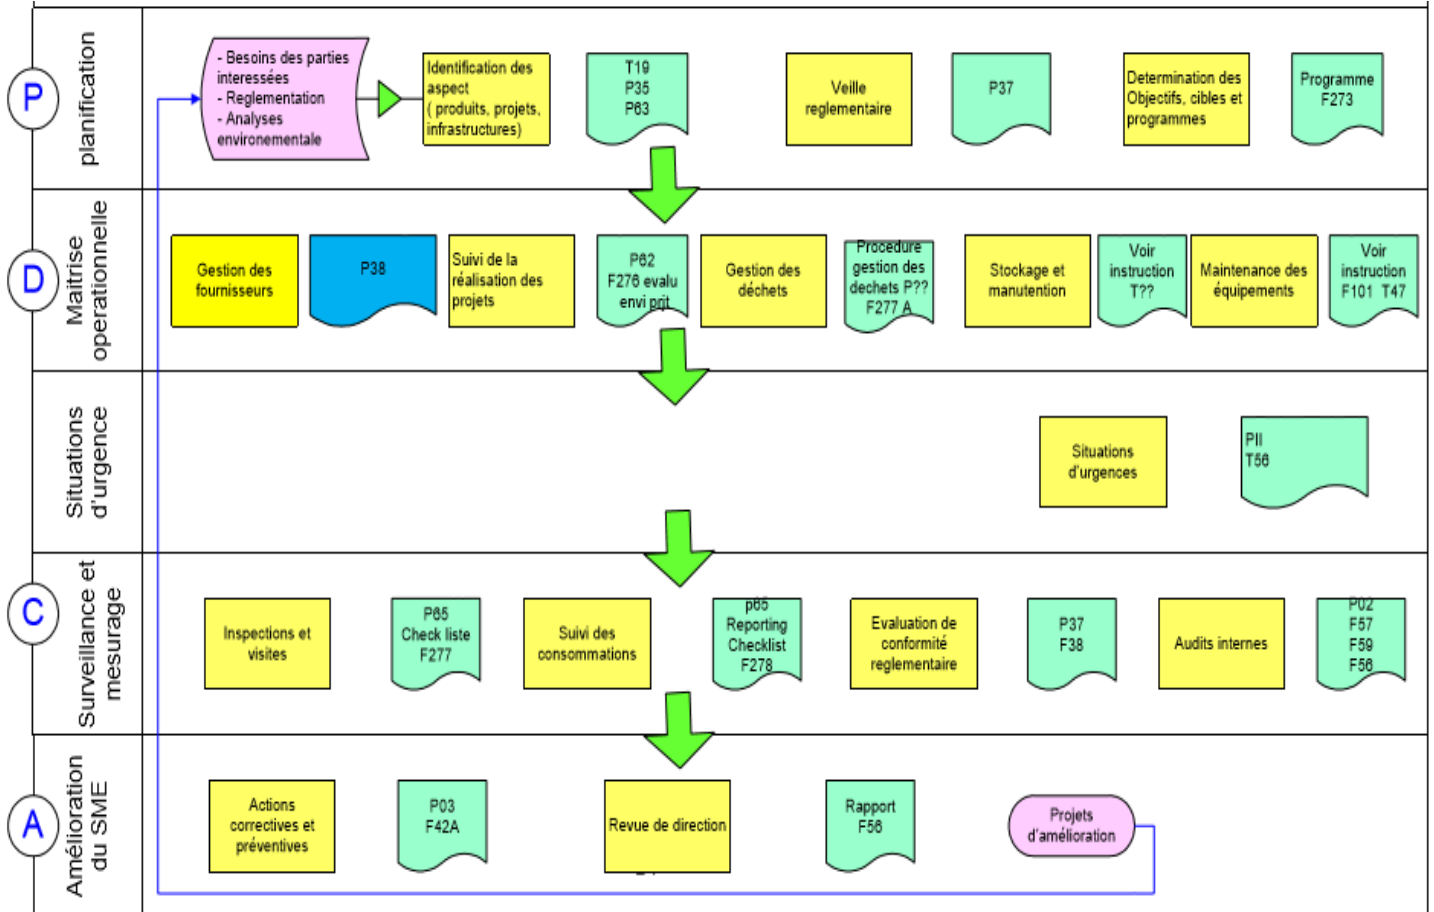 P
planification
- Besoins des parties
interessées
- Reglementation
- Analyses
environementale
Identification des
aspect
( produits, projets,
infrastructures)
T19
P35
P63
Veille
reglementaire
P37
Determination des
Objectifs, cibles et
programmes
Programme
F273
D
Maitrise
operationnelle
Gestion des
fournisseurs
P38
Suivi de la
réalisation des
projets
P62
F276 evalu
envi prjt
Gestion des
déchets
Procedure
gestion des
dechets P??
F277 A
Stockage et
manutention
Voir
instruction
T??
Maintenance des
équipements
Voir
instruction
F101 T47
Situations
d'urgence
Situations
d'urgences
PII
T56
C
Surveillance et
mesurage
Inspections et
visites
P65
Check liste
F277
Suivi des
consommations
p65
Reporting
Checklist
F278
Evaluation de
conformité
reglementaire
P37
F38
Audits internes
P02
F57
F59
F56
A
Amélioration
du SME
Actions
correctives et
préventives
P03
F42A
Revue de direction
Rapport
F56
Projets
d'amélioration